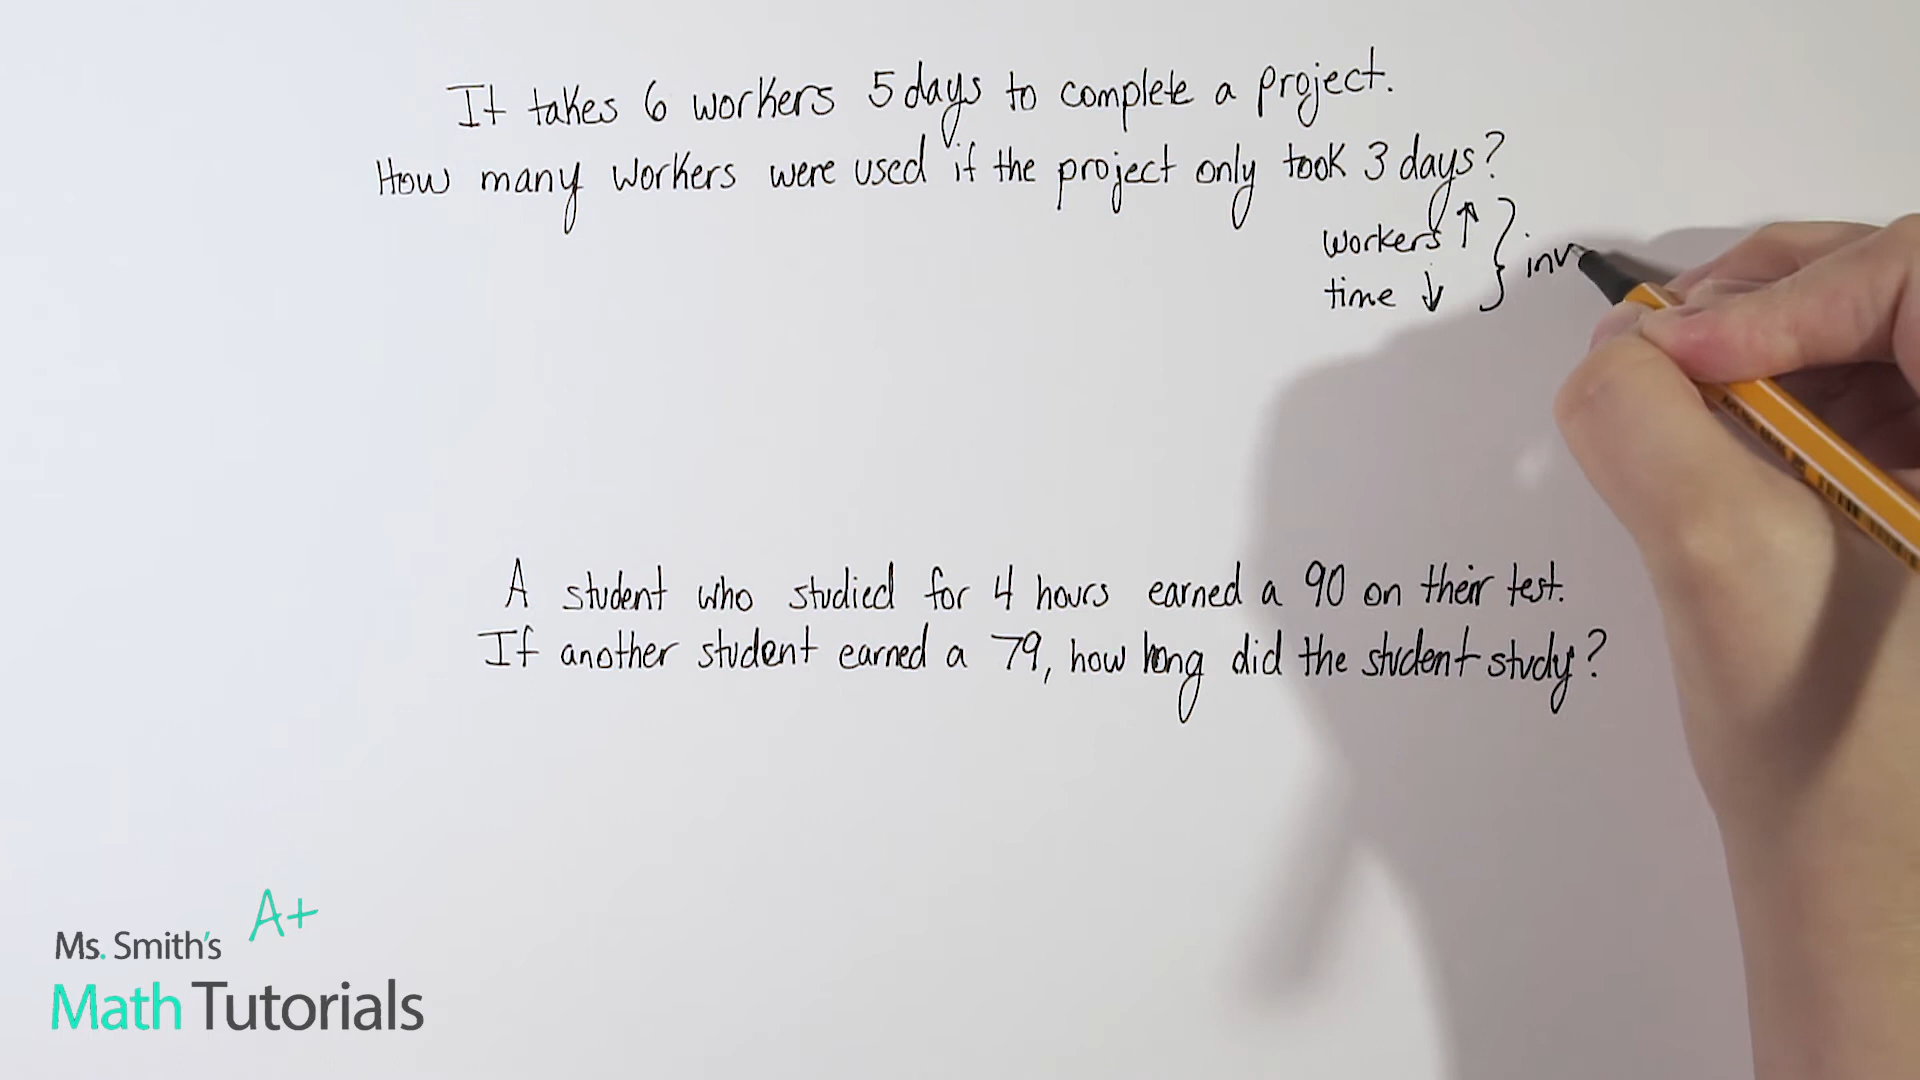 It takes 6 workers 5 days to complete a project.
How many workers were used if the project only took 3 days?
workers ↑
time ↓ } inv
A student who studied for 4 hours earned a 90 on their test.
If another student earned a 79, how long did the student study?
A+
Ms. Smith's
Math Tutorials